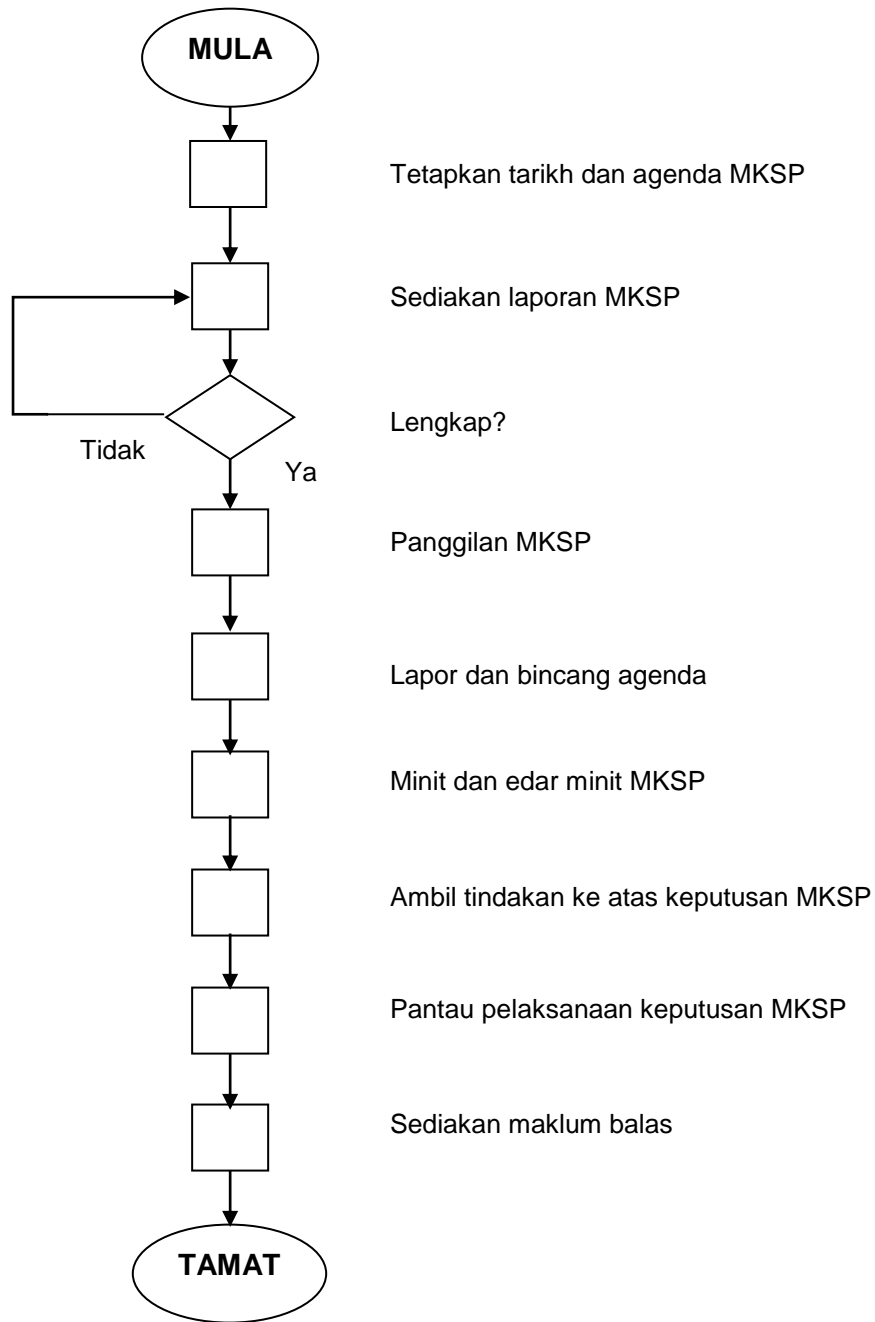 MULA
Tetapkan tarikh dan agenda MKSP
Sediakan laporan MKSP
Lengkap?
Tidak
Ya
Panggilan MKSP
Lapor dan bincang agenda
Minit dan edar minit MKSP
Ambil tindakan ke atas keputusan MKSP
Pantau pelaksanaan keputusan MKSP
Sediakan maklum balas
TAMAT